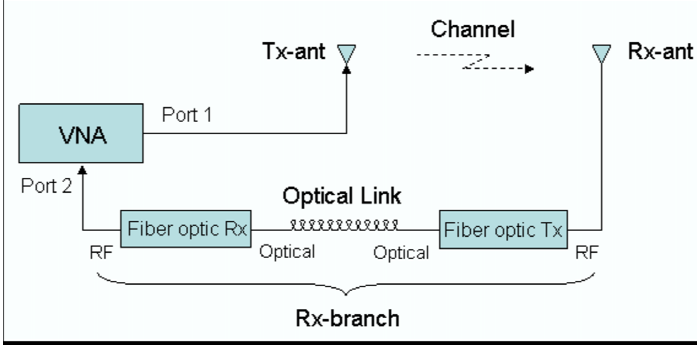 Channel
Tx-ant
Rx-ant
Port 1
VNA
Port 2
Optical Link
Fiber optic Rx
Fiber optic Tx
RF
Optical
Optical
RF
Rx-branch